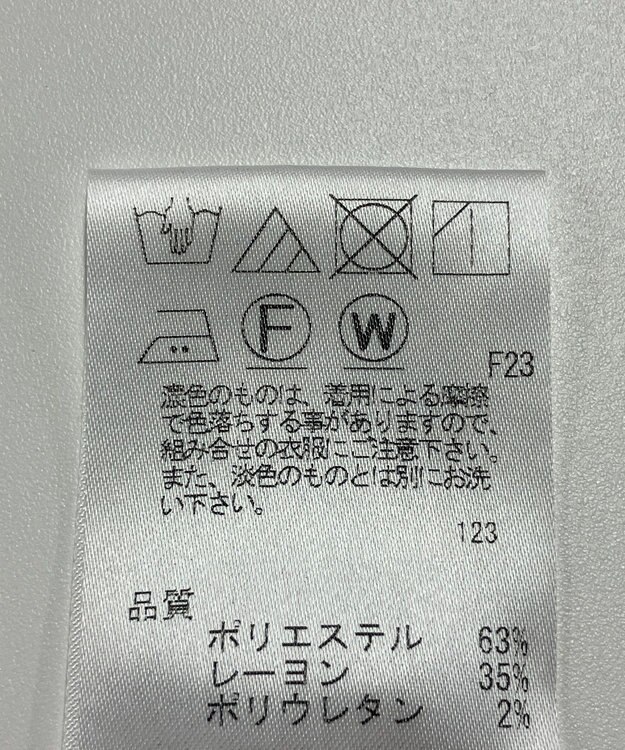 F W
F23
濃色のものは、着用による摩擦
で色落ちする事がありますので、
組み合せの衣服にご注意下さい。
また、淡色のものとは別にお洗
い下さい。
123
品質
ポリエステル 63%
レーヨン 35%
ポリウレタン 2%